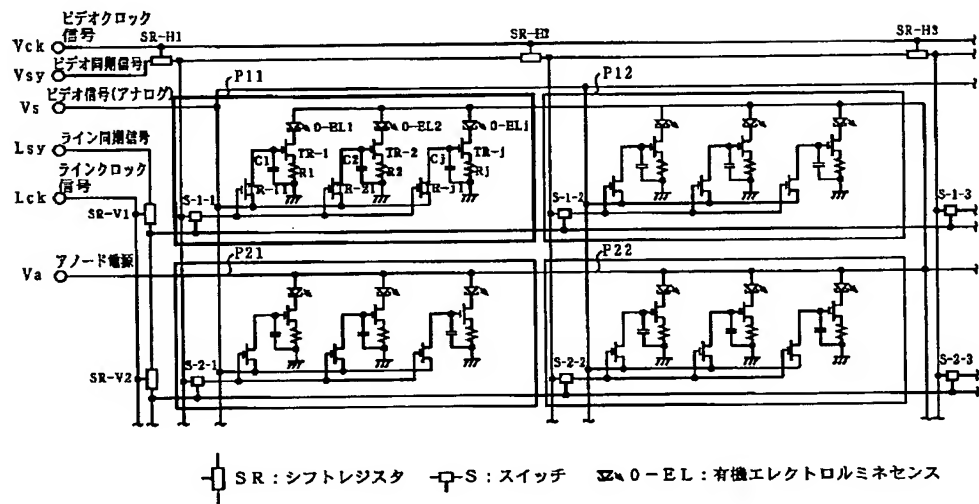 ビデオクロック信号
Vck
SR-H1
SR-H2
SR-H3
ビデオ同期信号
Vsy
P11
P12
ビデオ信号(アナログ)
Vs
O-EL1
O-EL2
O-ELj
ライン同期信号
Lsy
C1
TR-1
C2
TR-2
Cj
TR-j
R1
R2
Rj
ラインクロック信号
Lck
TR-11
TR-21
TR-j1
S-1-1
S-1-2
S-1-3
SR-V1
アノード電源
Va
P21
P22
S-2-1
S-2-2
S-2-3
SR-V2
SR:シフトレジスタ
S:スイッチ
O-EL:有機エレクトロルミネセンス